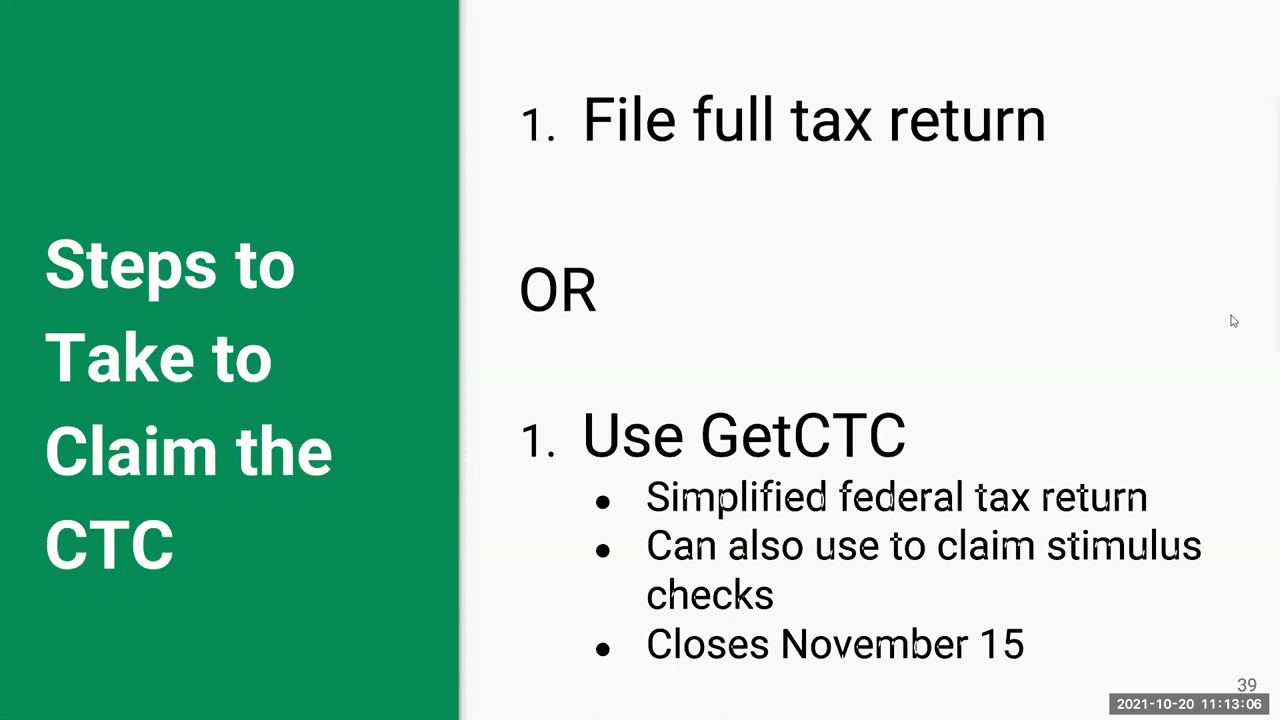 Steps to
Take to
Claim the
CTC
1. File full tax return
OR
1. Use GetCTC
● Simplified federal tax return
● Can also use to claim stimulus
checks
● Closes November 15
39
2021-10-20 11:13:06